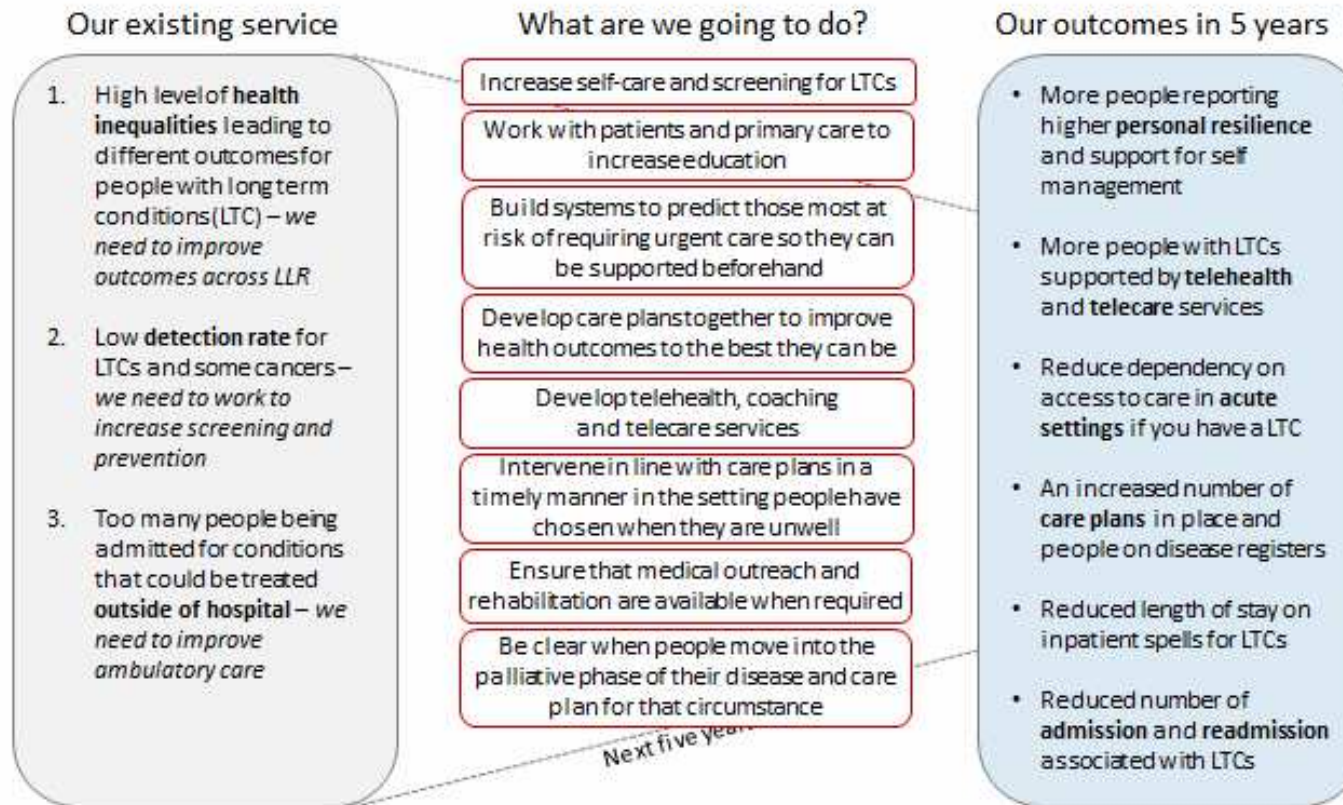 Our existing service
1. High level of health
inequalities leading to
different outcomes for
people with long term
conditions (LTC) – we
need to improve
outcomes across LLR
2. Low detection rate for
LTCs and some cancers –
we need to work to
increase screening and
prevention
3. Too many people being
admitted for conditions
that could be treated
outside of hospital – we
need to improve
ambulatory care
What are we going to do?
Increase self-care and screening for LTCs
Work with patients and primary care to
increase education
Build systems to predict those most at
risk of requiring urgent care so they can
be supported beforehand
Develop care plans together to improve
health outcomes to the best they can be
Develop telehealth, coaching
and telecare services
Intervene in line with care plans in a
timely manner in the setting people have
chosen when they are unwell
Ensure that medical outreach and
rehabilitation are available when required
Be clear when people move into the
palliative phase of their disease and care
plan for that circumstance
Next five year
Our outcomes in 5 years
• More people reporting
higher personal resilience
and support for self
management
• More people with LTCs
supported by telehealth
and telecare services
• Reduce dependency on
access to care in acute
settings if you have a LTC
• An increased number of
care plans in place and
people on disease registers
• Reduced length of stay on
inpatient spells for LTCs
• Reduced number of
admission and readmission
associated with LTCs